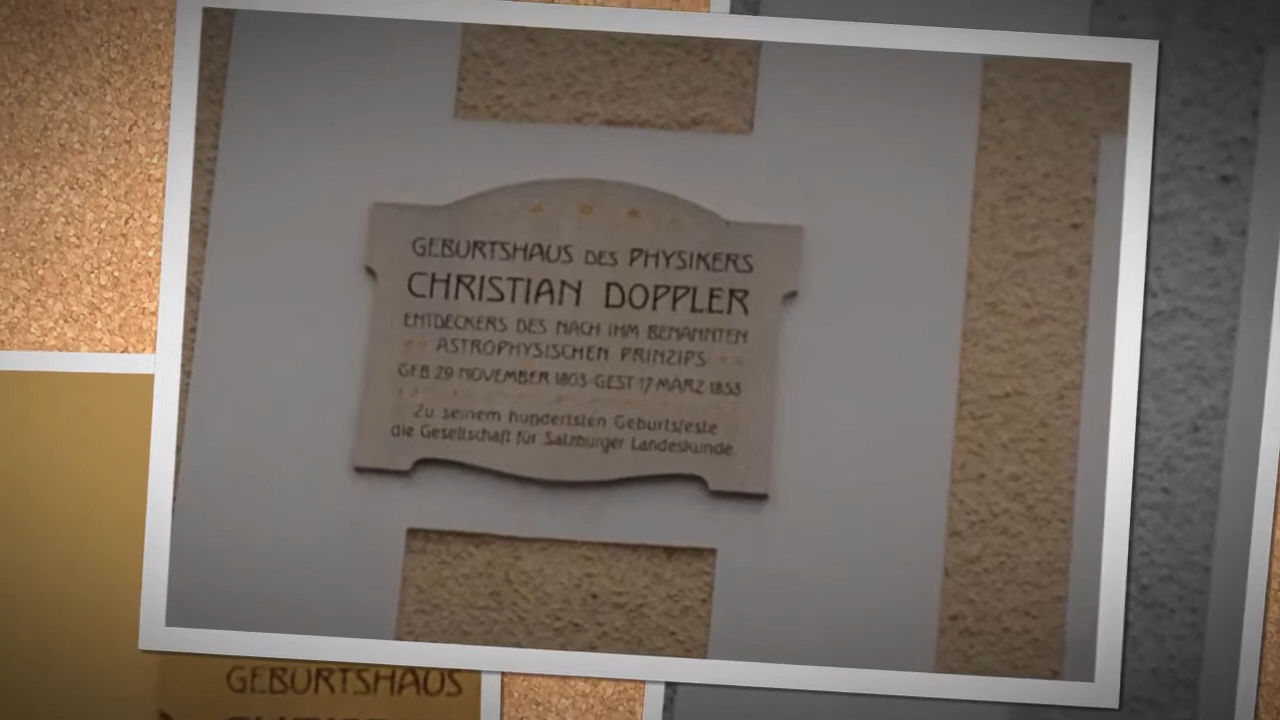 GEBURTSHAUS DES PHYSIKERS
CHRISTIAN DOPPLER
ENTDECKERS DES NACH IHM BENANNTEN
ASTROPHYSISCHEN PRINZIPS
GEB 29 NOVEMBER 1803 GEST 17 MÄRZ 1853
Zu seinem hundertsten Geburtsfeste
die Gesellschaft für Salzburger Landeskunde.
GEBURTSHAUS